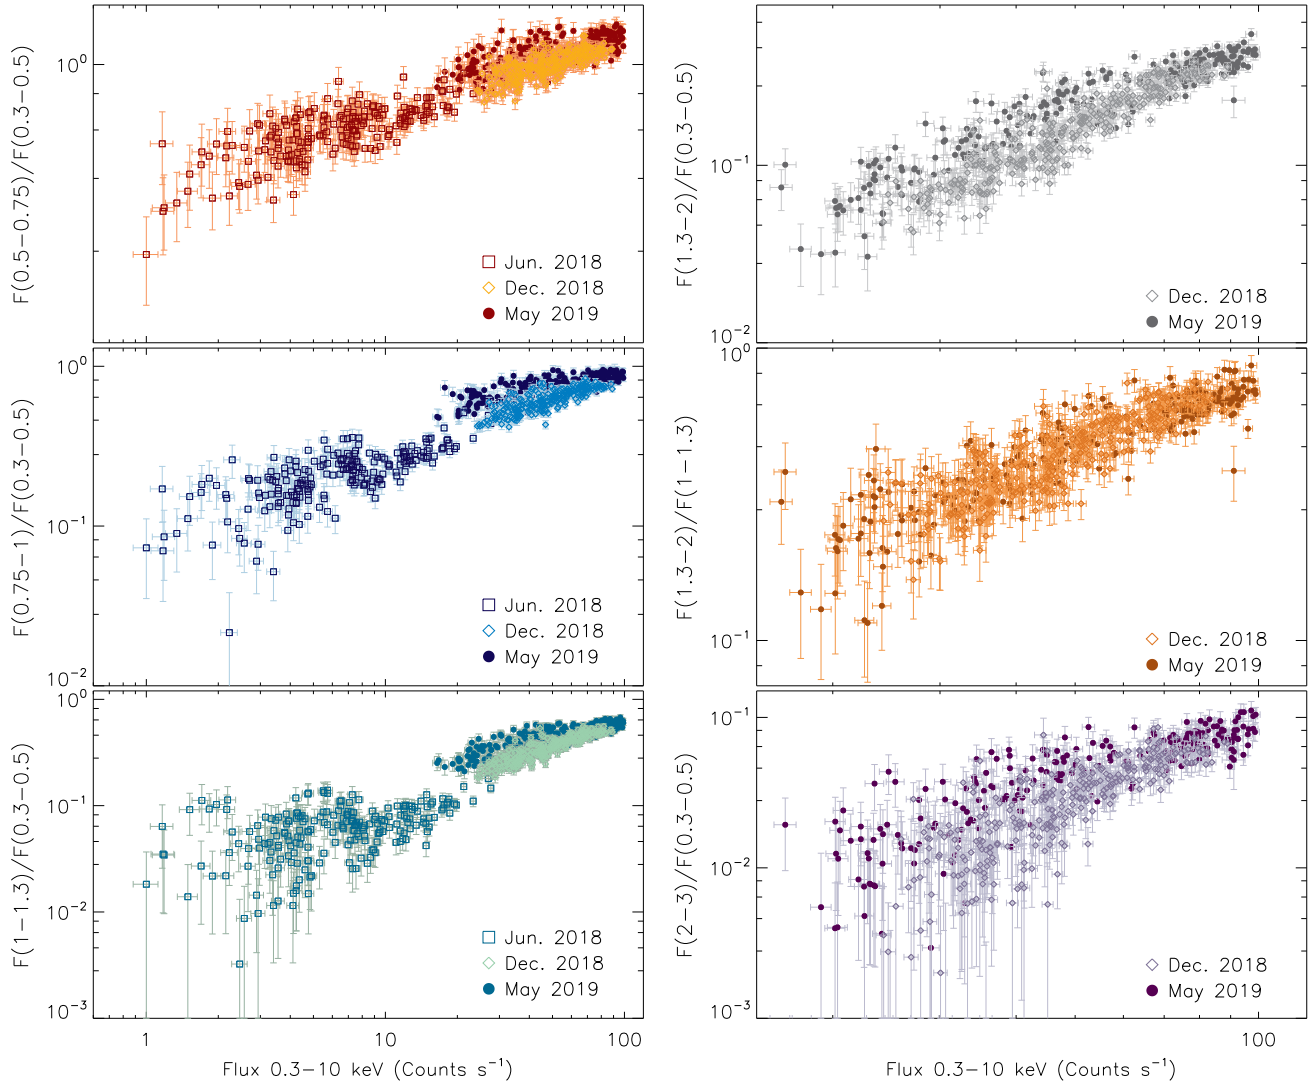 F(0.5−0.75)/F(0.3−0.5)
10⁰
Jun. 2018
Dec. 2018
May 2019
F(1.3−2)/F(0.3−0.5)
10⁻¹
10⁻²
Dec. 2018
May 2019
F(0.75−1)/F(0.3−0.5)
10⁰
10⁻¹
10⁻²
Jun. 2018
Dec. 2018
May 2019
F(1.3−2)/F(1−1.3)
10⁰
10⁻¹
Dec. 2018
May 2019
F(1−1.3)/F(0.3−0.5)
10⁰
10⁻¹
10⁻²
10⁻³
Jun. 2018
Dec. 2018
May 2019
1 10 100
Flux 0.3−10 keV (Counts s⁻¹)
F(2−3)/F(0.3−0.5)
10⁻¹
10⁻²
10⁻³
Dec. 2018
May 2019
100
Flux 0.3−10 keV (Counts s⁻¹)